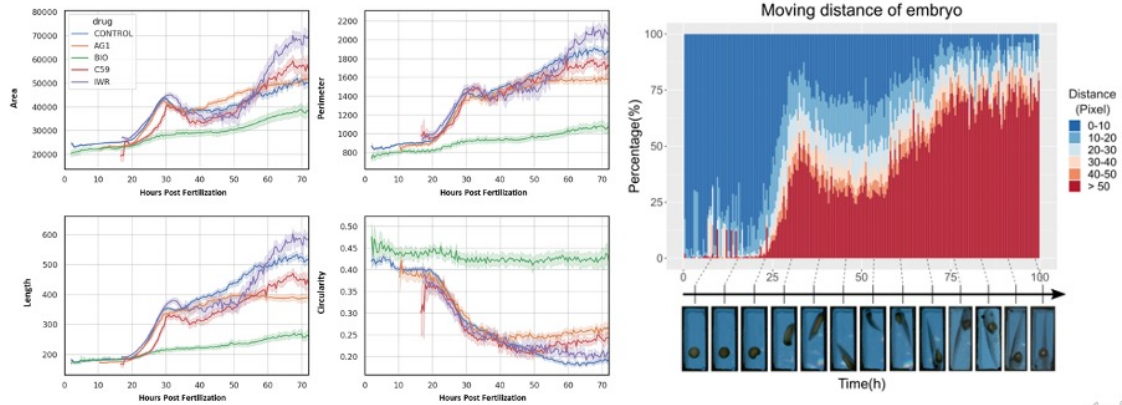 drug
CONTROL
AG1
BIO
C59
IWR
Area
80000
70000
60000
50000
40000
30000
20000
0 10 20 30 40 50 60 70
Hours Post Fertilization
Perimeter
2200
2000
1800
1600
1400
1200
1000
800
0 10 20 30 40 50 60 70
Hours Post Fertilization
Length
600
500
400
300
200
0 10 20 30 40 50 60 70
Hours Post Fertilization
Circularity
0.50
0.45
0.40
0.35
0.30
0.25
0.20
0 10 20 30 40 50 60 70
Hours Post Fertilization
Moving distance of embryo
Percentage(%)
100
75
50
25
0
0 25 50 75 100
Distance
(Pixel)
0-10
10-20
20-30
30-40
40-50
> 50
Time(h)